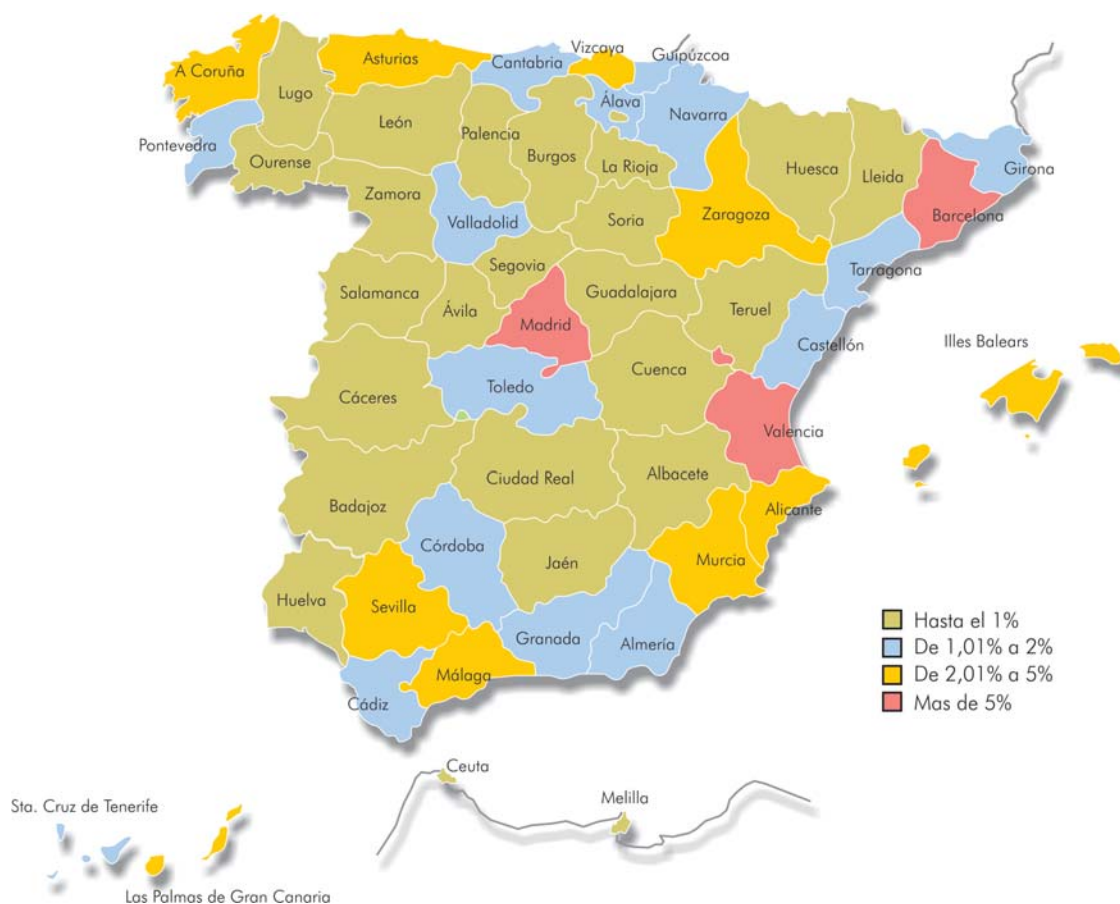 Vizcaya
Guipúzcoa
Asturias
Cantabria
A Coruña
Lugo
Álava
Navarra
León
Palencia
Pontevedra
Burgos
Ourense
La Rioja
Huesca
Lleida
Girona
Zamora
Valladolid
Soria
Zaragoza
Barcelona
Segovia
Tarragona
Salamanca
Ávila
Guadalajara
Teruel
Madrid
Castellón
Illes Balears
Cuenca
Toledo
Cáceres
Valencia
Ciudad Real
Albacete
Badajoz
Alicante
Córdoba
Jaén
Murcia
Huelva
Sevilla
Granada
Almería
Málaga
Cádiz
Hasta el 1%
De 1,01% a 2%
De 2,01% a 5%
Mas de 5%
Ceuta
Melilla
Sta. Cruz de Tenerife
Las Palmas de Gran Canaria